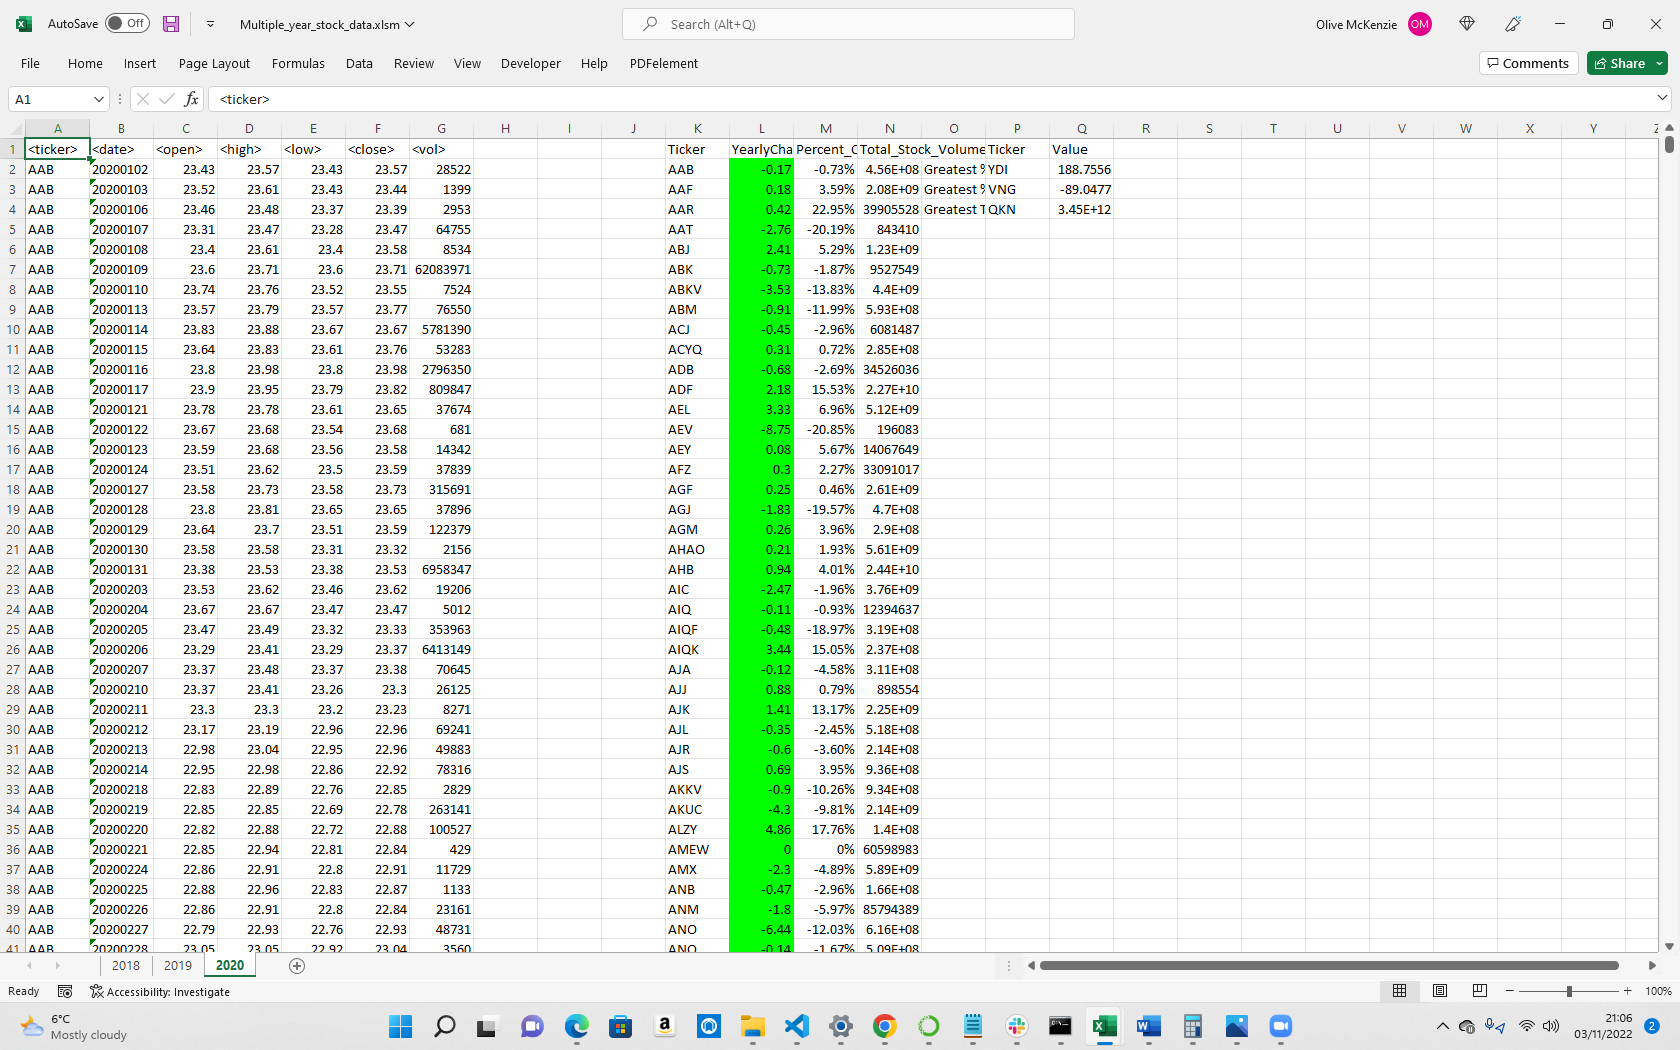 AutoSave Off Multiple_year_stock_data.xlsm Search (Alt+Q) Olive McKenzie OM
File Home Insert Page Layout Formulas Data Review View Developer Help PDFelement Comments Share
A1 fx <ticker>
A B C D E F G H I J K L M N O P Q R S T U V W X Y Z
1 <ticker> <date> <open> <high> <low> <close> <vol> Ticker YearlyCha Percent_C Total_Stock_Volume Ticker Value
2 AAB 20200102 23.43 23.57 23.43 23.57 28522 AAB -0.17 -0.73% 4.56E+08 Greatest % YDI 188.7556
3 AAB 20200103 23.52 23.61 23.43 23.44 1399 AAF 0.18 3.59% 2.08E+09 Greatest % VNG -89.0477
4 AAB 20200106 23.46 23.48 23.37 23.39 2953 AAR 0.42 22.95% 39905528 Greatest T QKN 3.45E+12
5 AAB 20200107 23.31 23.47 23.28 23.47 64755 AAT -2.76 -20.19% 843410
6 AAB 20200108 23.4 23.61 23.4 23.58 8534 ABJ 2.41 5.29% 1.23E+09
7 AAB 20200109 23.6 23.71 23.6 23.71 62083971 ABK -0.73 -1.87% 9527549
8 AAB 20200110 23.74 23.76 23.52 23.55 7524 ABKV -3.53 -13.83% 4.4E+09
9 AAB 20200113 23.57 23.79 23.57 23.77 76550 ABM -0.91 -11.99% 5.93E+08
10 AAB 20200114 23.83 23.88 23.67 23.67 5781390 ACJ -0.45 -2.96% 6081487
11 AAB 20200115 23.64 23.83 23.61 23.76 53283 ACYQ 0.31 0.72% 2.85E+08
12 AAB 20200116 23.8 23.98 23.8 23.98 2796350 ADB -0.68 -2.69% 34526036
13 AAB 20200117 23.9 23.95 23.79 23.82 809847 ADF 2.18 15.53% 2.27E+10
14 AAB 20200121 23.78 23.78 23.61 23.65 37674 AEL 3.33 6.96% 5.12E+09
15 AAB 20200122 23.67 23.68 23.54 23.68 681 AEV -8.75 -20.85% 196083
16 AAB 20200123 23.59 23.68 23.56 23.58 14342 AEY 0.08 5.67% 14067649
17 AAB 20200124 23.51 23.62 23.5 23.59 37839 AFZ 0.3 2.27% 33091017
18 AAB 20200127 23.58 23.73 23.58 23.73 315691 AGF 0.25 0.46% 2.61E+09
19 AAB 20200128 23.8 23.81 23.65 23.65 37896 AGJ -1.83 -19.57% 4.7E+08
20 AAB 20200129 23.64 23.7 23.51 23.59 122379 AGM 0.26 3.96% 2.9E+08
21 AAB 20200130 23.58 23.58 23.31 23.32 2156 AHAO 0.21 1.93% 5.61E+09
22 AAB 20200131 23.38 23.53 23.38 23.53 6958347 AHB 0.94 4.01% 2.44E+10
23 AAB 20200203 23.53 23.62 23.46 23.62 19206 AIC -2.47 -1.96% 3.76E+09
24 AAB 20200204 23.67 23.67 23.47 23.47 5012 AIQ -0.11 -0.93% 12394637
25 AAB 20200205 23.47 23.49 23.32 23.33 353963 AIQF -0.48 -18.97% 3.19E+08
26 AAB 20200206 23.29 23.41 23.29 23.37 6413149 AIQK 3.44 15.05% 2.37E+08
27 AAB 20200207 23.37 23.48 23.37 23.38 70645 AJA -0.12 -4.58% 3.11E+08
28 AAB 20200210 23.37 23.41 23.26 23.3 26125 AJJ 0.88 0.79% 898554
29 AAB 20200211 23.3 23.3 23.2 23.23 8271 AJK 1.41 13.17% 2.25E+09
30 AAB 20200212 23.17 23.19 22.96 22.96 69241 AJL -0.35 -2.45% 5.18E+08
31 AAB 20200213 22.98 23.04 22.95 22.96 49883 AJR -0.6 -3.60% 2.14E+08
32 AAB 20200214 22.95 22.98 22.86 22.92 78316 AJS 0.69 3.95% 9.36E+08
33 AAB 20200218 22.83 22.89 22.76 22.85 2829 AKKV -0.9 -10.26% 9.34E+08
34 AAB 20200219 22.85 22.85 22.69 22.78 263141 AKUC -4.3 -9.81% 2.14E+09
35 AAB 20200220 22.82 22.88 22.72 22.88 100527 ALZY 4.86 17.76% 1.4E+08
36 AAB 20200221 22.85 22.94 22.81 22.84 429 AMEW 0 0% 60598983
37 AAB 20200224 22.86 22.91 22.8 22.91 11729 AMX -2.3 -4.89% 5.89E+09
38 AAB 20200225 22.88 22.96 22.83 22.87 1133 ANB -0.47 -2.96% 1.66E+08
39 AAB 20200226 22.86 22.91 22.8 22.84 23161 ANM -1.8 -5.97% 85794389
40 AAB 20200227 22.79 22.93 22.76 22.93 48731 ANO -6.44 -12.03% 6.16E+08
41 AAB 20200228 23.05 23.05 22.92 23.04 3560 ANQ -0.14 -1.67% 5.09E+08
2018 2019 2020
Ready Accessibility: Investigate 100%
6°C
Mostly cloudy
21:06
03/11/2022 2